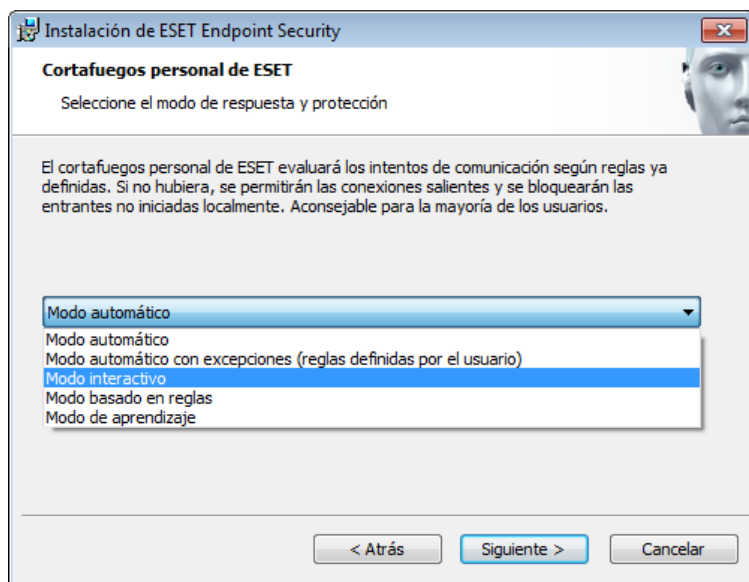 Instalación de ESET Endpoint Security
Cortafuegos personal de ESET
Seleccione el modo de respuesta y protección
El cortafuegos personal de ESET evaluará los intentos de comunicación según reglas ya
definidas. Si no hubiera, se permitirán las conexiones salientes y se bloquearán las
entrantes no iniciadas localmente. Aconsejable para la mayoría de los usuarios.
Modo automático
Modo automático
Modo automático con excepciones (reglas definidas por el usuario)
Modo interactivo
Modo basado en reglas
Modo de aprendizaje
< Atrás
Siguiente >
Cancelar